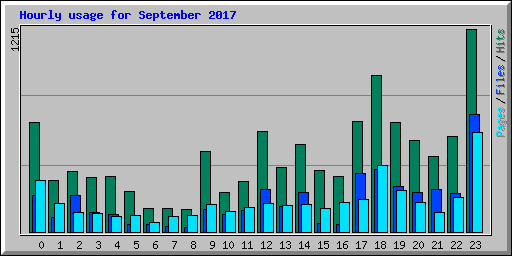 Hourly usage for September 2017
1215
Pages / Files / Hits
0 1 2 3 4 5 6 7 8 9 10 11 12 13 14 15 16 17 18 19 20 21 22 23